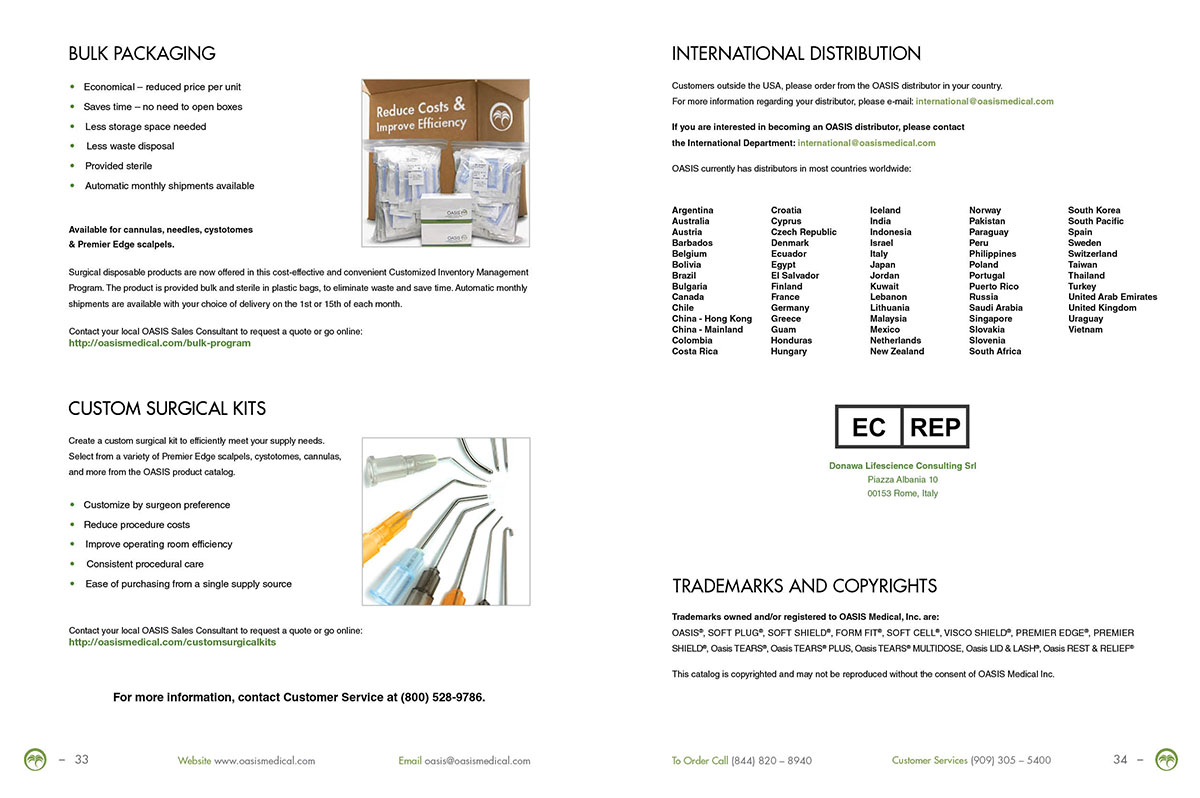 BULK PACKAGING
• Economical – reduced price per unit
• Saves time – no need to open boxes
• Less storage space needed
• Less waste disposal
• Provided sterile
• Automatic monthly shipments available
Reduce Costs &
Improve Efficiency
OASIS
OASIS
Available for cannulas, needles, cystotomes
& Premier Edge scalpels.
Surgical disposable products are now offered in this cost-effective and convenient Customized Inventory Management
Program. The product is provided bulk and sterile in plastic bags, to eliminate waste and save time. Automatic monthly
shipments are available with your choice of delivery on the 1st or 15th of each month.
Contact your local OASIS Sales Consultant to request a quote or go online:
http://oasismedical.com/bulk-program
CUSTOM SURGICAL KITS
Create a custom surgical kit to efficiently meet your supply needs.
Select from a variety of Premier Edge scalpels, cystotomes, cannulas,
and more from the OASIS product catalog.
• Customize by surgeon preference
• Reduce procedure costs
• Improve operating room efficiency
• Consistent procedural care
• Ease of purchasing from a single supply source
Contact your local OASIS Sales Consultant to request a quote or go online:
http://oasismedical.com/customsurgicalkits
For more information, contact Customer Service at (800) 528-9786.
– 33
Website www.oasismedical.com
Email oasis@oasismedical.com
INTERNATIONAL DISTRIBUTION
Customers outside the USA, please order from the OASIS distributor in your country.
For more information regarding your distributor, please e-mail: international@oasismedical.com
If you are interested in becoming an OASIS distributor, please contact
the International Department: international@oasismedical.com
OASIS currently has distributors in most countries worldwide:
Argentina
Australia
Austria
Barbados
Belgium
Bolivia
Brazil
Bulgaria
Canada
Chile
China - Hong Kong
China - Mainland
Colombia
Costa Rica
Croatia
Cyprus
Czech Republic
Denmark
Ecuador
Egypt
El Salvador
Finland
France
Germany
Greece
Guam
Honduras
Hungary
Iceland
India
Indonesia
Israel
Italy
Japan
Jordan
Kuwait
Lebanon
Lithuania
Malaysia
Mexico
Netherlands
New Zealand
Norway
Pakistan
Paraguay
Peru
Philippines
Poland
Portugal
Puerto Rico
Russia
Saudi Arabia
Singapore
Slovakia
Slovenia
South Africa
South Korea
South Pacific
Spain
Sweden
Switzerland
Taiwan
Thailand
Turkey
United Arab Emirates
United Kingdom
Uraguay
Vietnam
EC REP
Donawa Lifescience Consulting Srl
Piazza Albania 10
00153 Rome, Italy
TRADEMARKS AND COPYRIGHTS
Trademarks owned and/or registered to OASIS Medical, Inc. are:
OASIS®, SOFT PLUG®, SOFT SHIELD®, FORM FIT®, SOFT CELL®, VISCO SHIELD®, PREMIER EDGE®, PREMIER
SHIELD®, Oasis TEARS®, Oasis TEARS® PLUS, Oasis TEARS® MULTIDOSE, Oasis LID & LASH®, Oasis REST & RELIEF®
This catalog is copyrighted and may not be reproduced without the consent of OASIS Medical Inc.
To Order Call (844) 820 – 8940
Customer Services (909) 305 – 5400
34 –